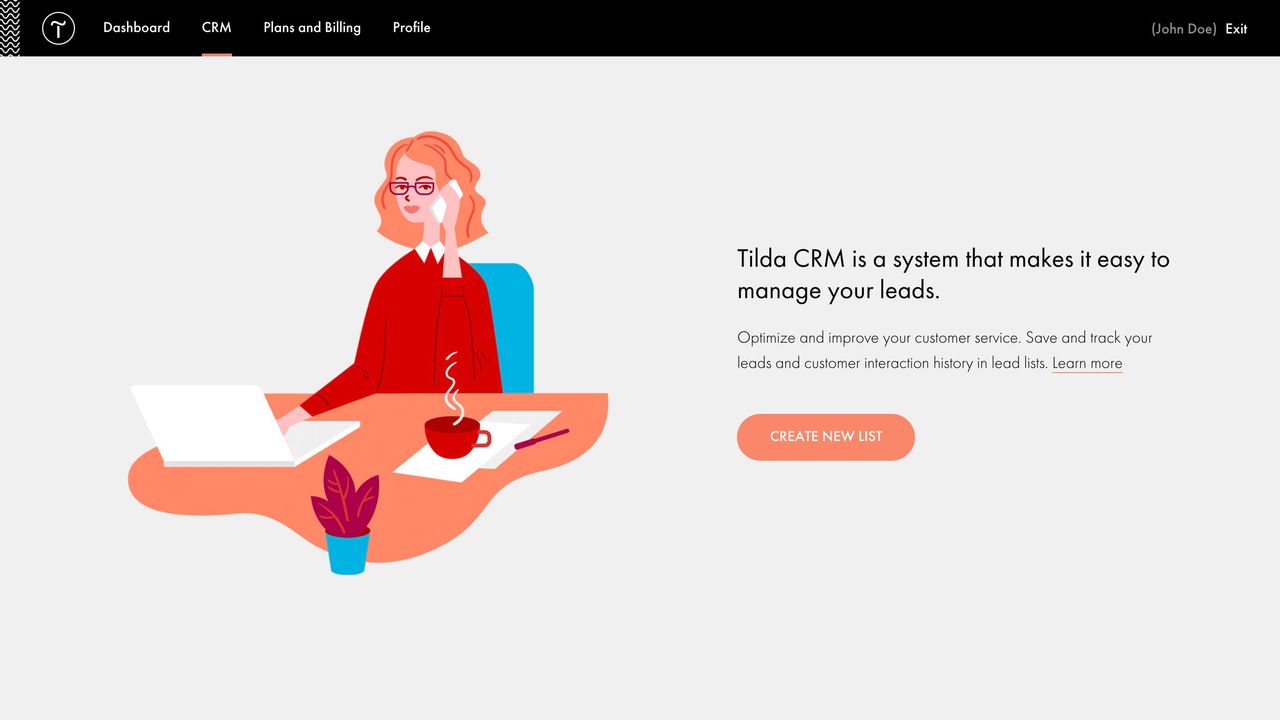 Dashboard CRM Plans and Billing Profile (John Doe) Exit
Tilda CRM is a system that makes it easy to
manage your leads.
Optimize and improve your customer service. Save and track your
leads and customer interaction history in lead lists. Learn more
CREATE NEW LIST